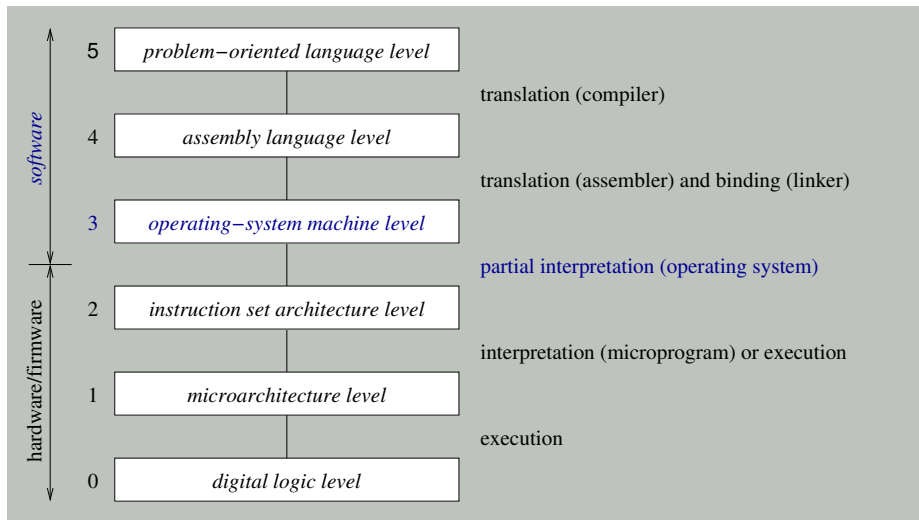 5 problem−oriented language level
translation (compiler)
software
4 assembly language level
translation (assembler) and binding (linker)
3 operating−system machine level
partial interpretation (operating system)
2 instruction set architecture level
hardware/firmware
interpretation (microprogram) or execution
1 microarchitecture level
execution
0 digital logic level